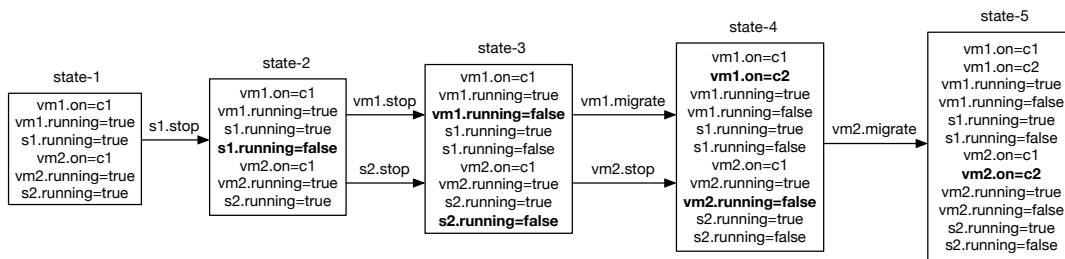 state-1
vm1.on=c1
vm1.running=true
s1.running=true
vm2.on=c1
vm2.running=true
s2.running=true
s1.stop
state-2
vm1.on=c1
vm1.running=true
s1.running=true
s1.running=false
vm2.on=c1
vm2.running=true
s2.running=true
vm1.stop
s2.stop
state-3
vm1.on=c1
vm1.running=true
vm1.running=false
s1.running=true
s1.running=false
vm2.on=c1
vm2.running=true
s2.running=true
s2.running=false
vm1.migrate
vm2.stop
state-4
vm1.on=c1
vm1.on=c2
vm1.running=true
vm1.running=false
s1.running=true
s1.running=false
vm2.on=c1
vm2.running=true
vm2.running=false
s2.running=true
s2.running=false
vm2.migrate
state-5
vm1.on=c1
vm1.on=c2
vm1.running=true
vm1.running=false
s1.running=true
s1.running=false
vm2.on=c1
vm2.on=c2
vm2.running=true
vm2.running=false
s2.running=true
s2.running=false